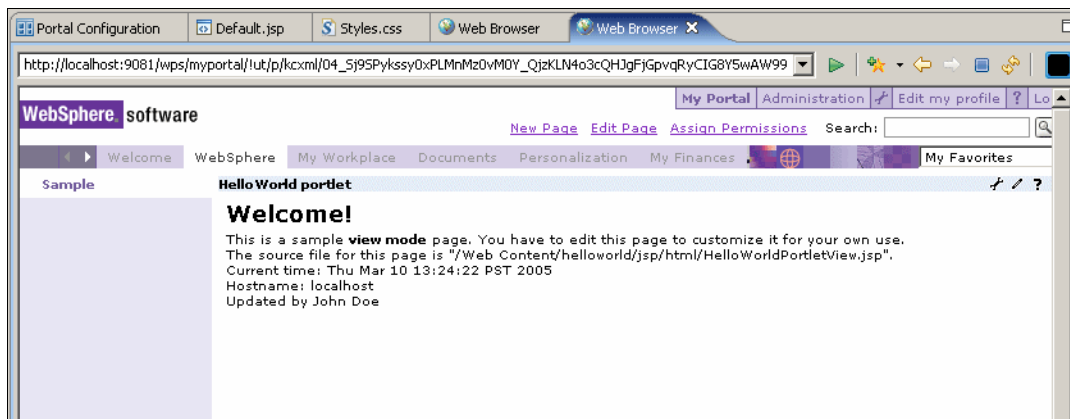 Portal Configuration Default.jsp Styles.css Web Browser Web Browser
http://localhost:9081/wps/myportal/!ut/p/kcxml/04_Sj9SPykssy0xPLMnMz0vM0Y_QjzKLN4o3cQHJgFjGpvqRyCIG8Y5wAW99
My Portal Administration Edit my profile ? Lo
WebSphere software
New Page Edit Page Assign Permissions Search:
Welcome WebSphere My Workplace Documents Personalization My Finances My Favorites
Sample HelloWorld portlet ?
Welcome!
This is a sample view mode page. You have to edit this page to customize it for your own use.
The source file for this page is "/Web Content/helloworld/jsp/html/HelloWorldPortletView.jsp".
Current time: Thu Mar 10 13:24:22 PST 2005
Hostname: localhost
Updated by John Doe